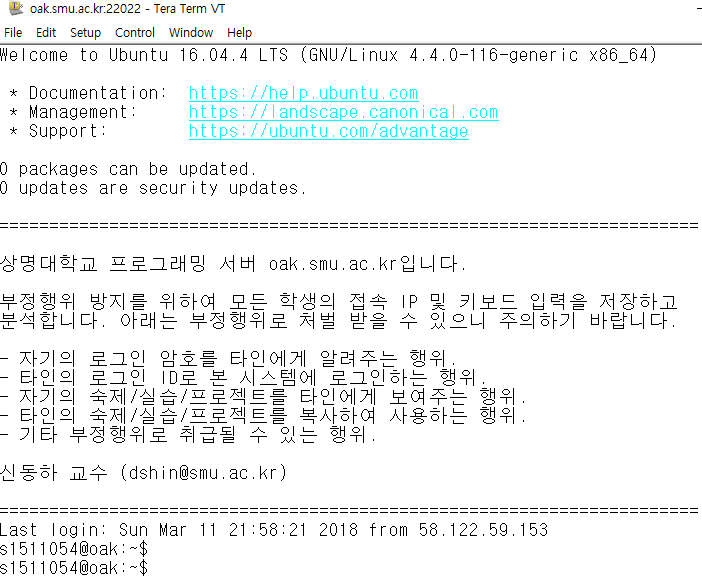 oak.smu.ac.kr:22022 - Tera Term VT
File Edit Setup Control Window Help
Welcome to Ubuntu 16.04.4 LTS (GNU/Linux 4.4.0-116-generic x86_64)
* Documentation: https://help.ubuntu.com
* Management: https://landscape.canonical.com
* Support: https://ubuntu.com/advantage
0 packages can be updated.
0 updates are security updates.
======================================================================
상명대학교 프로그래밍 서버 oak.smu.ac.kr입니다.
부정행위 방지를 위하여 모든 학생의 접속 IP 및 키보드 입력을 저장하고
분석합니다. 아래는 부정행위로 처벌 받을 수 있으니 주의하기 바랍니다.
- 자기의 로그인 암호를 타인에게 알려주는 행위.
- 타인의 로그인 ID로 본 시스템에 로그인하는 행위.
- 자기의 숙제/실습/프로젝트를 타인에게 보여주는 행위.
- 타인의 숙제/실습/프로젝트를 복사하여 사용하는 행위.
- 기타 부정행위로 취급될 수 있는 행위.
신동하 교수 (dshin@smu.ac.kr)
======================================================================
Last login: Sun Mar 11 21:58:21 2018 from 58.122.59.153
s1511054@oak:~$
s1511054@oak:~$